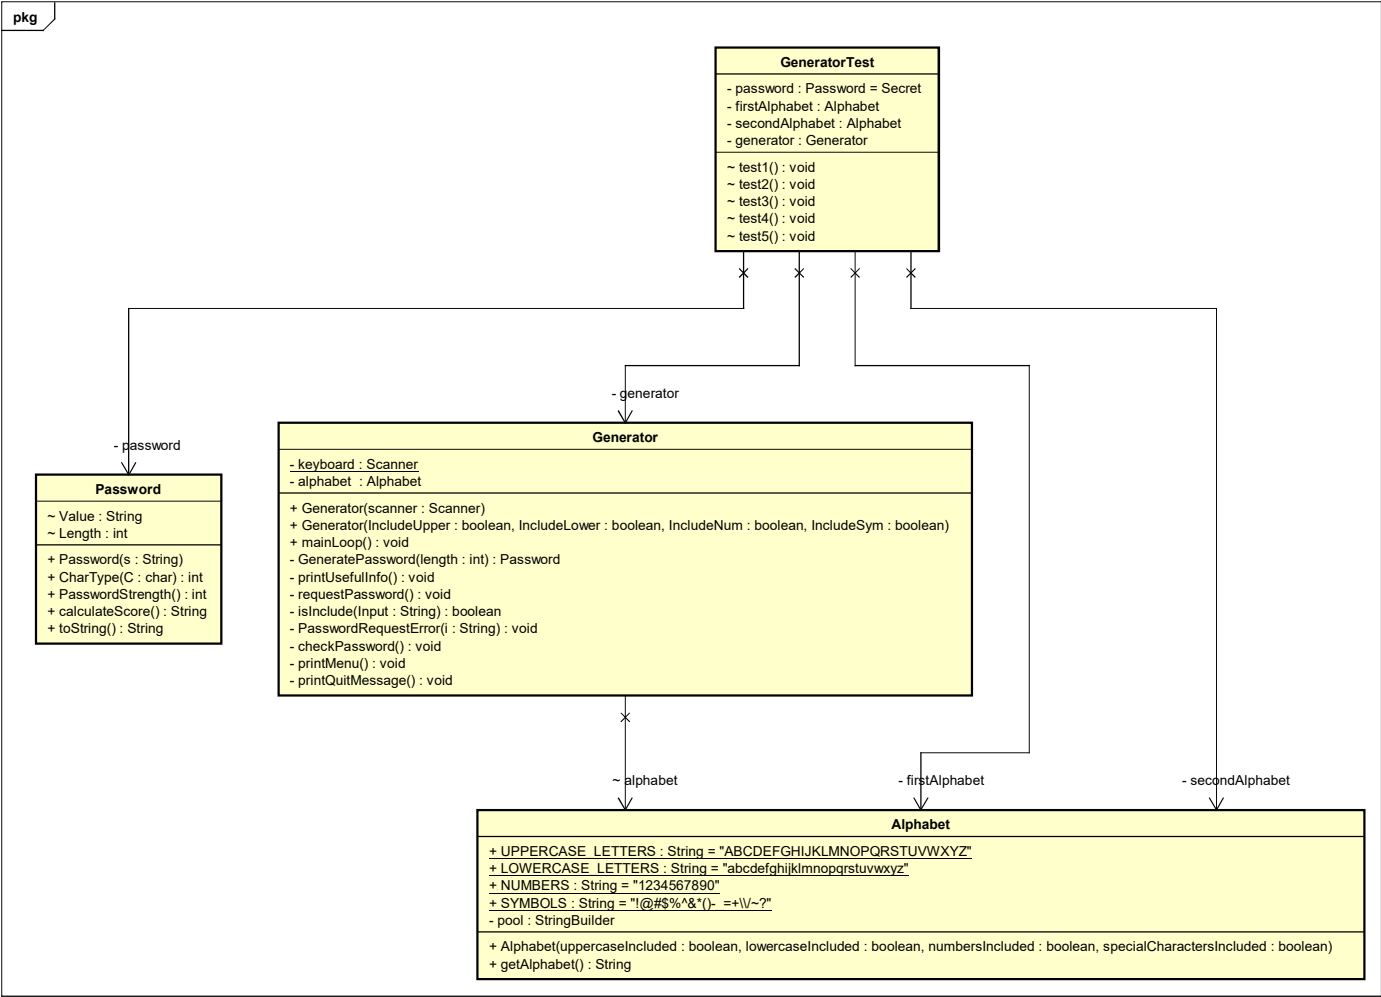 pkg
GeneratorTest
- password : Password = Secret
- firstAlphabet : Alphabet
- secondAlphabet : Alphabet
- generator : Generator
~ test1() : void
~ test2() : void
~ test3() : void
~ test4() : void
~ test5() : void
- generator
- password
Generator
- keyboard : Scanner
- alphabet : Alphabet
+ Generator(scanner : Scanner)
+ Generator(IncludeUpper : boolean, IncludeLower : boolean, IncludeNum : boolean, IncludeSym : boolean)
+ mainLoop() : void
- GeneratePassword(length : int) : Password
- printUsefulInfo() : void
- requestPassword() : void
- isInclude(Input : String) : boolean
- PasswordRequestError(i : String) : void
- checkPassword() : void
- printMenu() : void
- printQuitMessage() : void
Password
~ Value : String
~ Length : int
+ Password(s : String)
+ CharType(C : char) : int
+ PasswordStrength() : int
+ calculateScore() : String
+ toString() : String
~ alphabet
- firstAlphabet
- secondAlphabet
Alphabet
+ UPPERCASE_LETTERS : String = "ABCDEFGHIJKLMNOPQRSTUVWXYZ"
+ LOWERCASE_LETTERS : String = "abcdefghijklmnopqrstuvwxyz"
+ NUMBERS : String = "1234567890"
+ SYMBOLS : String = "!@#$%^&*()-_=+\\/~?"
- pool : StringBuilder
+ Alphabet(uppercaseIncluded : boolean, lowercaseIncluded : boolean, numbersIncluded : boolean, specialCharactersIncluded : boolean)
+ getAlphabet() : String